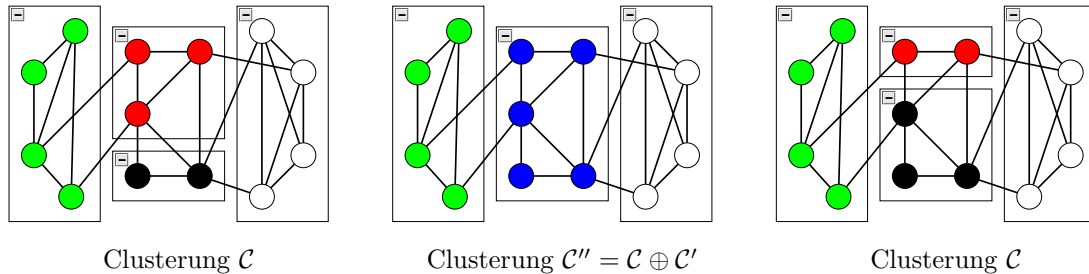 Clusterung 𝒞
Clusterung 𝒞'' = 𝒞 ⊕ 𝒞'
Clusterung 𝒞